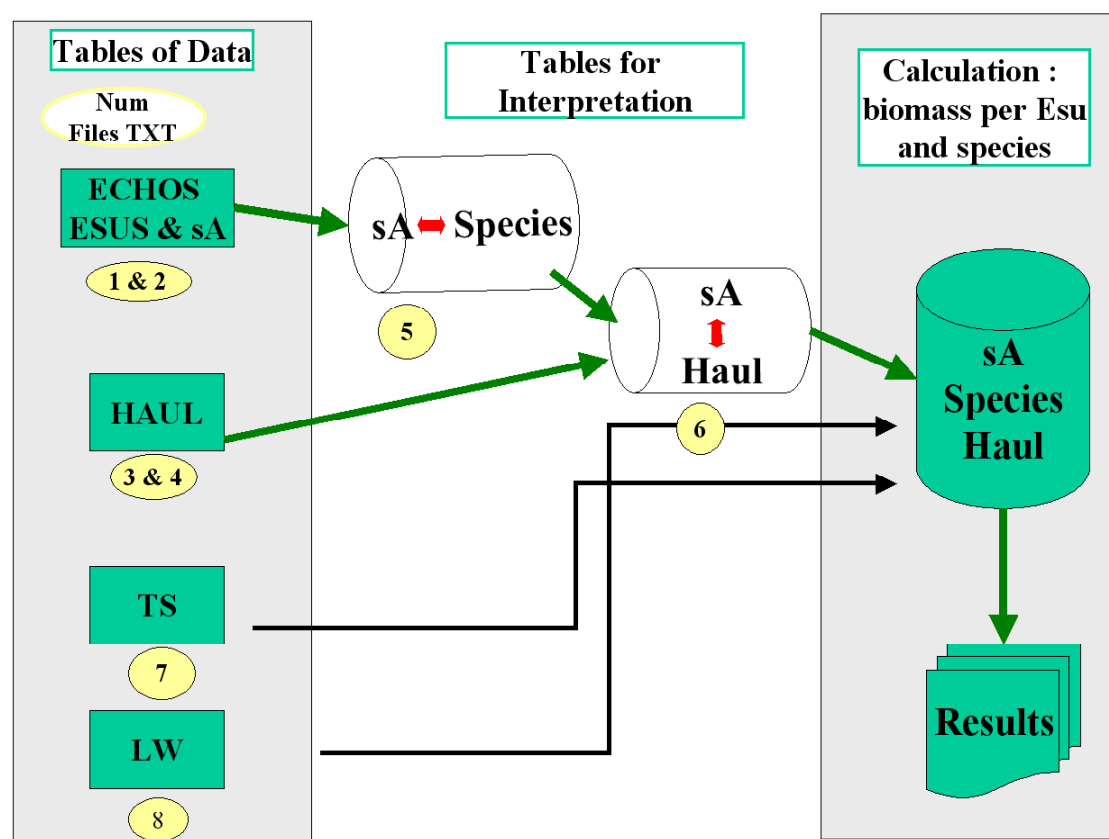 Tables of Data
Num
Files TXT
ECHOS
ESUS & sA
1 & 2
HAUL
3 & 4
TS
7
LW
8
Tables for
Interpretation
sA
Species
5
sA
Haul
6
Calculation :
biomass per Esu
and species
sA
Species
Haul
Results